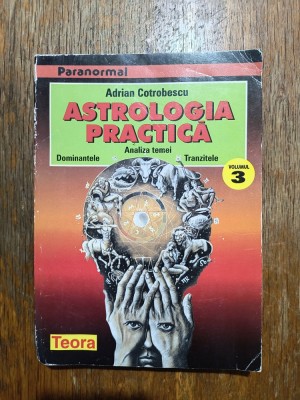 Paranormal
Adrian Cotrobescu
ASTROLOGIA
PRACTICĂ
Analiza temei
Dominantele Tranzitele
VOLUMUL
3
Teora